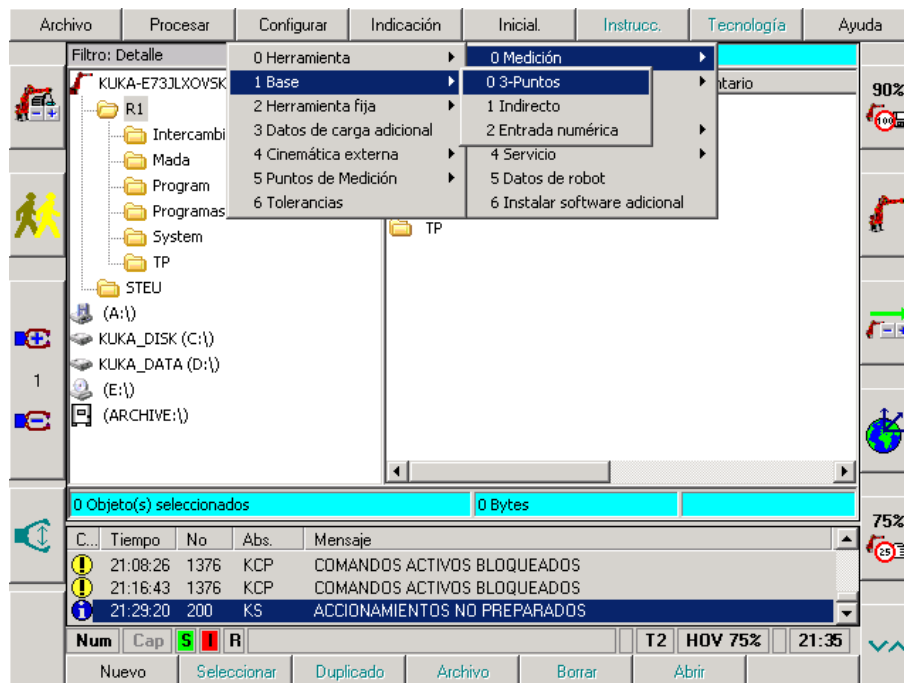 Archivo Procesar Configurar Indicación Inicial. Instrucc. Tecnología Ayuda
Filtro: Detalle
KUKA-E73JLXOVSK
R1
Intercambi
Mada
Program
Programas
System
TP
STEU
(A:\)
KUKA_DISK (C:\)
KUKA_DATA (D:\)
(E:\)
(ARCHIVE:\)
0 Herramienta
1 Base
2 Herramienta fija
3 Datos de carga adicional
4 Cinemática externa
5 Puntos de Medición
6 Tolerancias
0 Medición
0 3-Puntos
1 Indirecto
2 Entrada numérica
4 Servicio
5 Datos de robot
6 Instalar software adicional
ntario
TP
90%
100
1
75%
25
0 Objeto(s) seleccionados 0 Bytes
C... Tiempo No Abs. Mensaje
21:08:26 1376 KCP COMANDOS ACTIVOS BLOQUEADOS
21:16:43 1376 KCP COMANDOS ACTIVOS BLOQUEADOS
21:29:20 200 KS ACCIONAMIENTOS NO PREPARADOS
Num Cap S I R T2 HOV 75% 21:35
Nuevo Seleccionar Duplicado Archivo Borrar Abrir